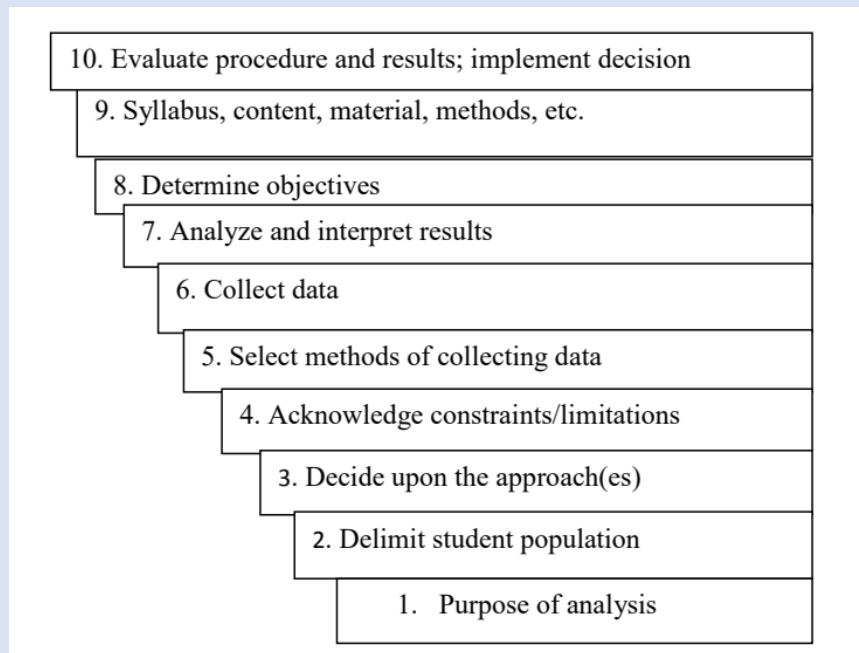 10. Evaluate procedure and results; implement decision
9. Syllabus, content, material, methods, etc.
8. Determine objectives
7. Analyze and interpret results
6. Collect data
5. Select methods of collecting data
4. Acknowledge constraints/limitations
3. Decide upon the approach(es)
2. Delimit student population
1. Purpose of analysis